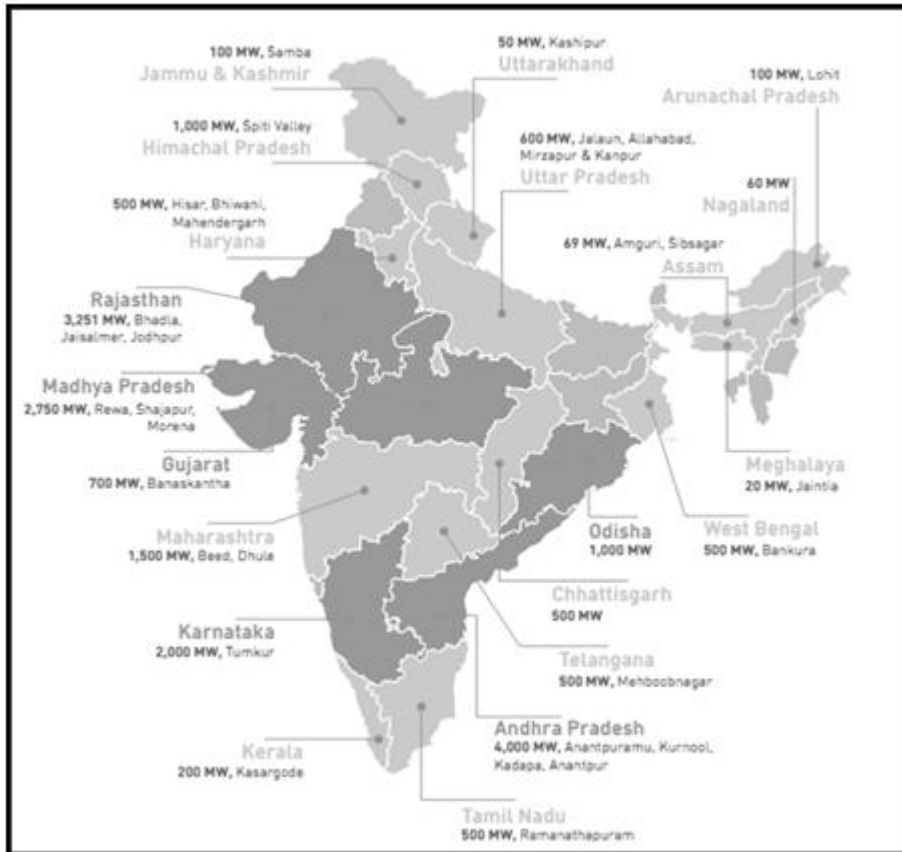 100 MW, Samba
Jammu & Kashmir
50 MW, Kashipur
Uttarakhand
100 MW, Lohit
Arunachal Pradesh
1,000 MW, Spiti Valley
Himachal Pradesh
600 MW, Jalaun, Allahabad,
Mirzapur & Kanpur
Uttar Pradesh
60 MW
Nagaland
500 MW, Hisar, Bhiwani,
Mahendergarh
Haryana
69 MW, Amguri, Sibsagar
Assam
Rajasthan
3,251 MW, Bhadla,
Jaisalmer, Jodhpur
Madhya Pradesh
2,750 MW, Rewa, Shajapur,
Morena
Gujarat
700 MW, Banaskantha
Meghalaya
20 MW, Jaintia
Maharashtra
1,500 MW, Beed, Dhule
Odisha
1,000 MW
West Bengal
500 MW, Bankura
Chhattisgarh
500 MW
Karnataka
2,000 MW, Tumkur
Telangana
500 MW, Mehboobnagar
Andhra Pradesh
4,000 MW, Anantpuramu, Kurnool,
Kadapa, Anantpur
Kerala
200 MW, Kasargode
Tamil Nadu
500 MW, Ramanathapuram